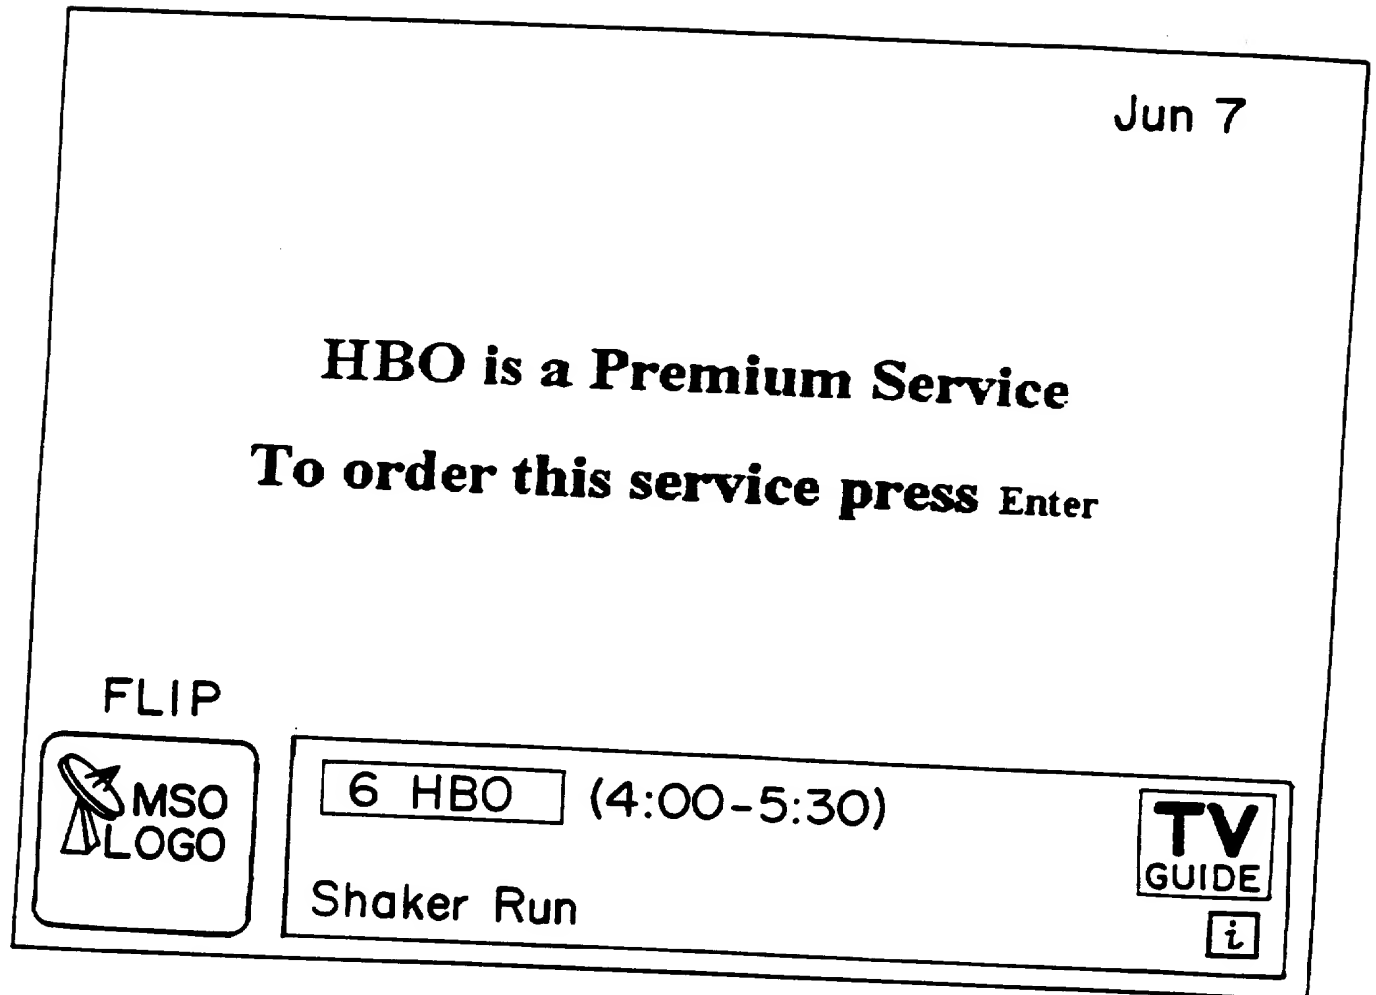 Jun 7
HBO is a Premium Service
To order this service press Enter
FLIP
MSO
LOGO
6 HBO (4:00-5:30)
Shaker Run
TV
GUIDE
i